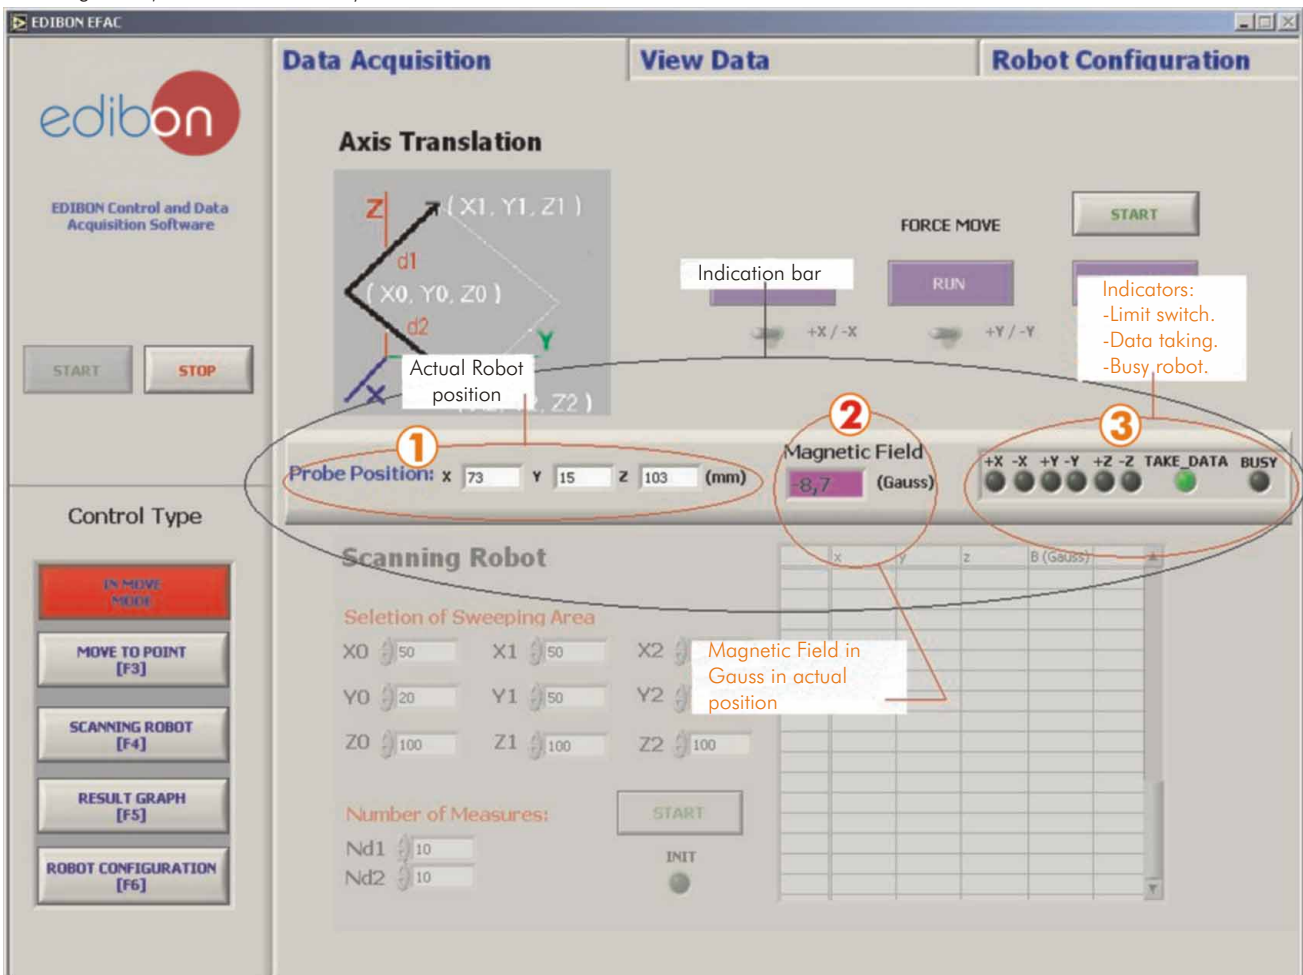 EDIBON EFAC
Data Acquisition
View Data
Robot Configuration
edibon
EDIBON Control and Data
Acquisition Software
START
STOP
Control Type
IN MOVE
MODE
MOVE TO POINT
[F3]
SCANNING ROBOT
[F4]
RESULT GRAPH
[F5]
ROBOT CONFIGURATION
[F6]
Axis Translation
Z
(X1, Y1, Z1)
d1
(X0, Y0, Z0)
d2
Y
X
Z2)
FORCE MOVE
START
RUN
+X / -X
+Y / -Y
Indication bar
Indicators:
-Limit switch.
-Data taking.
-Busy robot.
Actual Robot
position
1
2
3
Probe Position: X 73 Y 15 Z 103 (mm)
Magnetic Field
-8,7 (Gauss)
+X -X +Y -Y +Z -Z TAKE_DATA BUSY
Scanning Robot
Seletion of Sweeping Area
X0 50 X1 50 X2
Y0 20 Y1 50 Y2
Z0 100 Z1 100 Z2 100
Number of Measures:
Nd1 10
Nd2 10
START
INIT
x y z B (Gauss)
Magnetic Field in
Gauss in actual
position